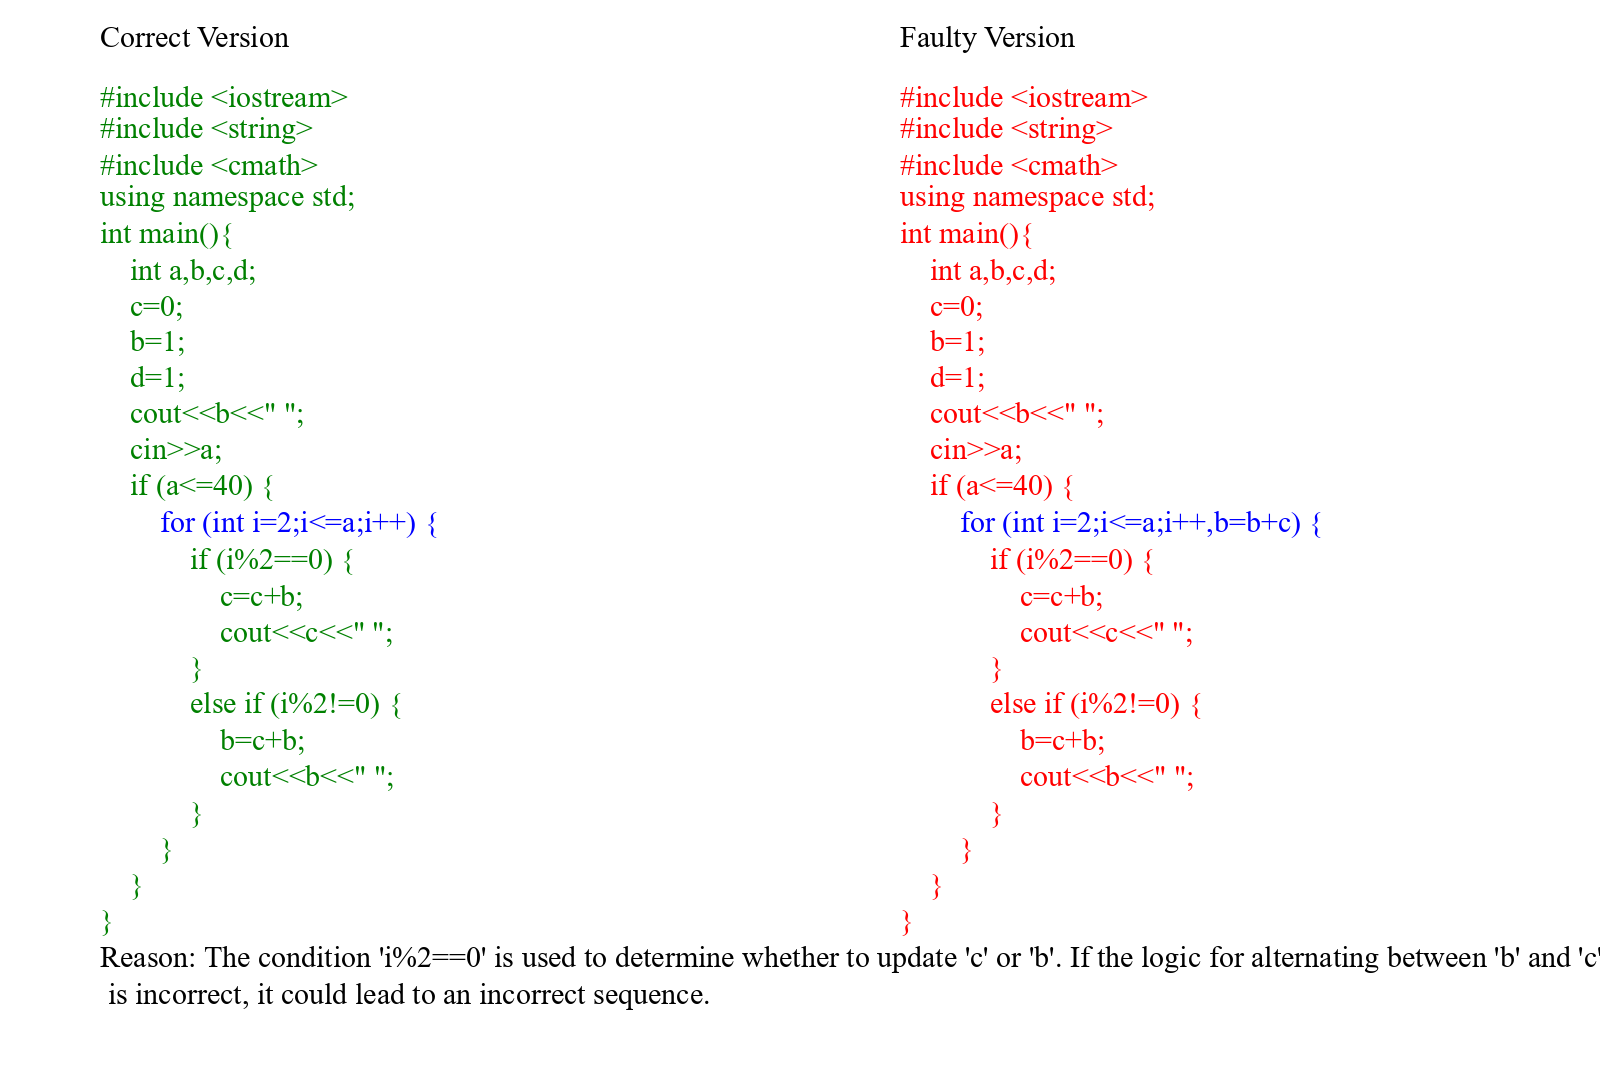 Correct Version
#include <iostream>
#include <string>
#include <cmath>
using namespace std;
int main(){
int a,b,c,d;
c=0;
b=1;
d=1;
cout<<b<<" ";
cin>>a;
if (a<=40) {
for (int i=2;i<=a;i++) {
if (i%2==0) {
c=c+b;
cout<<c<<" ";
}
else if (i%2!=0) {
b=c+b;
cout<<b<<" ";
}
}
}
}
Faulty Version
#include <iostream>
#include <string>
#include <cmath>
using namespace std;
int main(){
int a,b,c,d;
c=0;
b=1;
d=1;
cout<<b<<" ";
cin>>a;
if (a<=40) {
for (int i=2;i<=a;i++,b=b+c) {
if (i%2==0) {
c=c+b;
cout<<c<<" ";
}
else if (i%2!=0) {
b=c+b;
cout<<b<<" ";
}
}
}
}
Reason: The condition 'i%2==0' is used to determine whether to update 'c' or 'b'. If the logic for alternating between 'b' and 'c'
is incorrect, it could lead to an incorrect sequence.